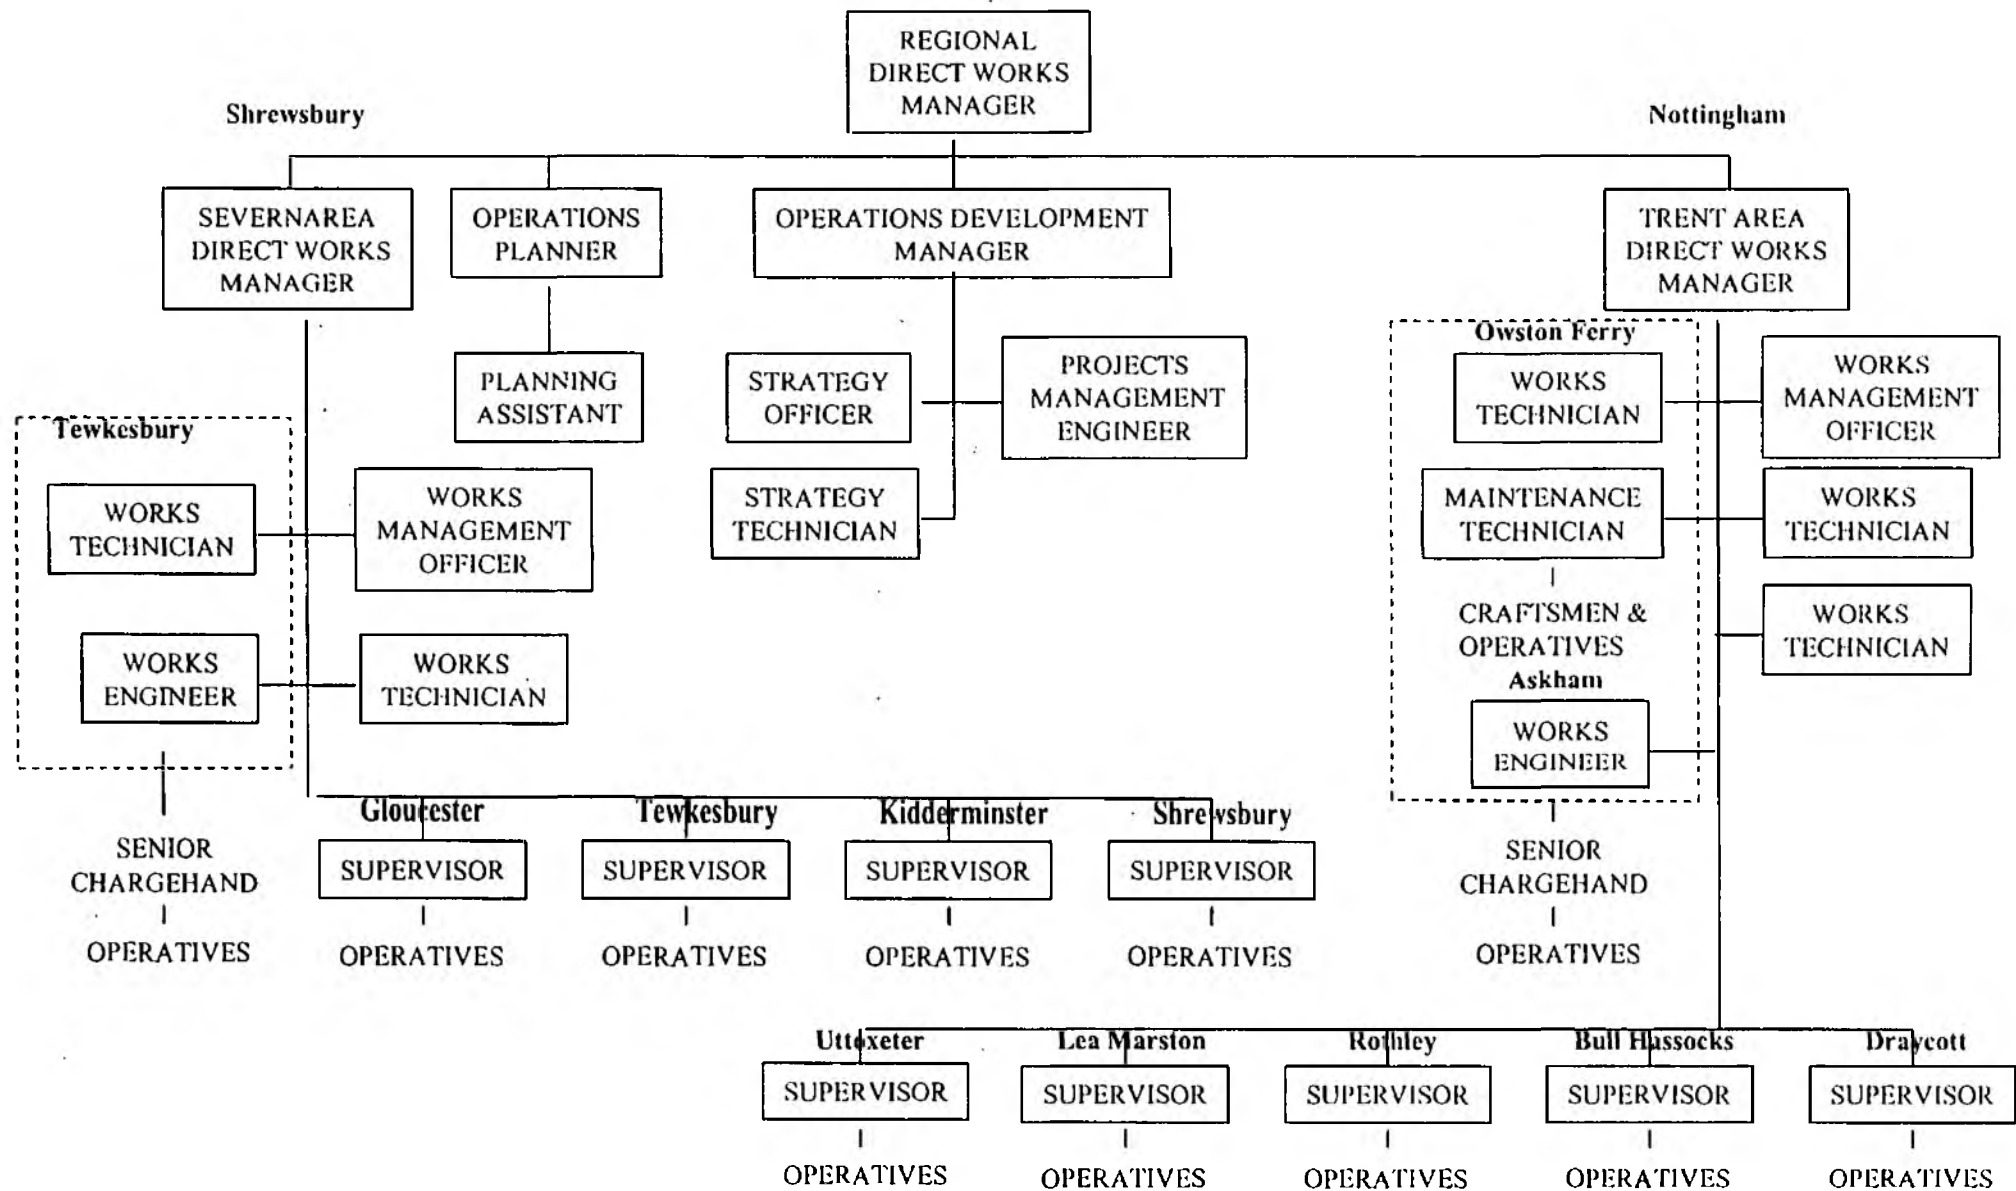 REGIONAL
DIRECT WORKS
MANAGER
Shrewsbury
Nottingham
SEVERNAREA
DIRECT WORKS
MANAGER
OPERATIONS
PLANNER
OPERATIONS DEVELOPMENT
MANAGER
TRENT AREA
DIRECT WORKS
MANAGER
PLANNING
ASSISTANT
STRATEGY
OFFICER
PROJECTS
MANAGEMENT
ENGINEER
STRATEGY
TECHNICIAN
Tewkesbury
WORKS
TECHNICIAN
WORKS
MANAGEMENT
OFFICER
WORKS
ENGINEER
WORKS
TECHNICIAN
Owston Ferry
WORKS
TECHNICIAN
WORKS
MANAGEMENT
OFFICER
MAINTENANCE
TECHNICIAN
WORKS
TECHNICIAN
CRAFTSMEN &
OPERATIVES
WORKS
TECHNICIAN
Askham
WORKS
ENGINEER
SENIOR
CHARGEHAND
OPERATIVES
Gloucester
SUPERVISOR
OPERATIVES
Tewkesbury
SUPERVISOR
OPERATIVES
Kidderminster
SUPERVISOR
OPERATIVES
Shrewsbury
SUPERVISOR
OPERATIVES
SENIOR
CHARGEHAND
OPERATIVES
Uttoxeter
SUPERVISOR
OPERATIVES
Lea Marston
SUPERVISOR
OPERATIVES
Rothley
SUPERVISOR
OPERATIVES
Bull Hassocks
SUPERVISOR
OPERATIVES
Draycott
SUPERVISOR
OPERATIVES